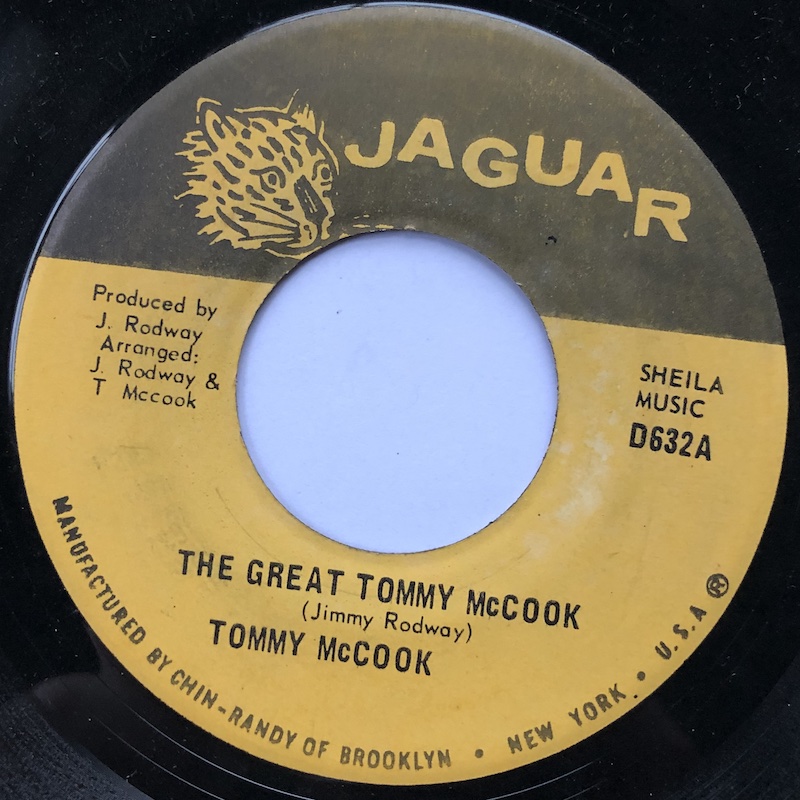 JAGUAR
Produced by
J. Rodway
Arranged:
J. Rodway &
T Mccook
SHEILA
MUSIC
D632A
THE GREAT TOMMY McCOOK
(Jimmy Rodway)
TOMMY McCOOK
MANUFACTURED BY CHIN-RANDY OF BROOKLYN • NEW YORK. • U.S.A ®